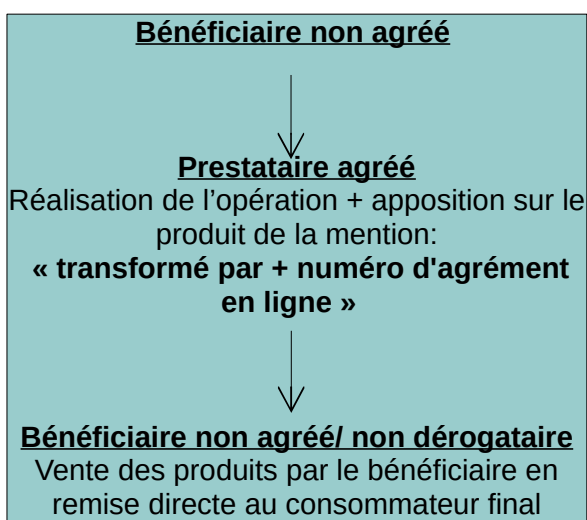 Bénéficiaire non agréé
Prestataire agréé
Réalisation de l’opération + apposition sur le
produit de la mention:
« transformé par + numéro d'agrément
en ligne »
Bénéficiaire non agréé/ non dérogataire
Vente des produits par le bénéficiaire en
remise directe au consommateur final